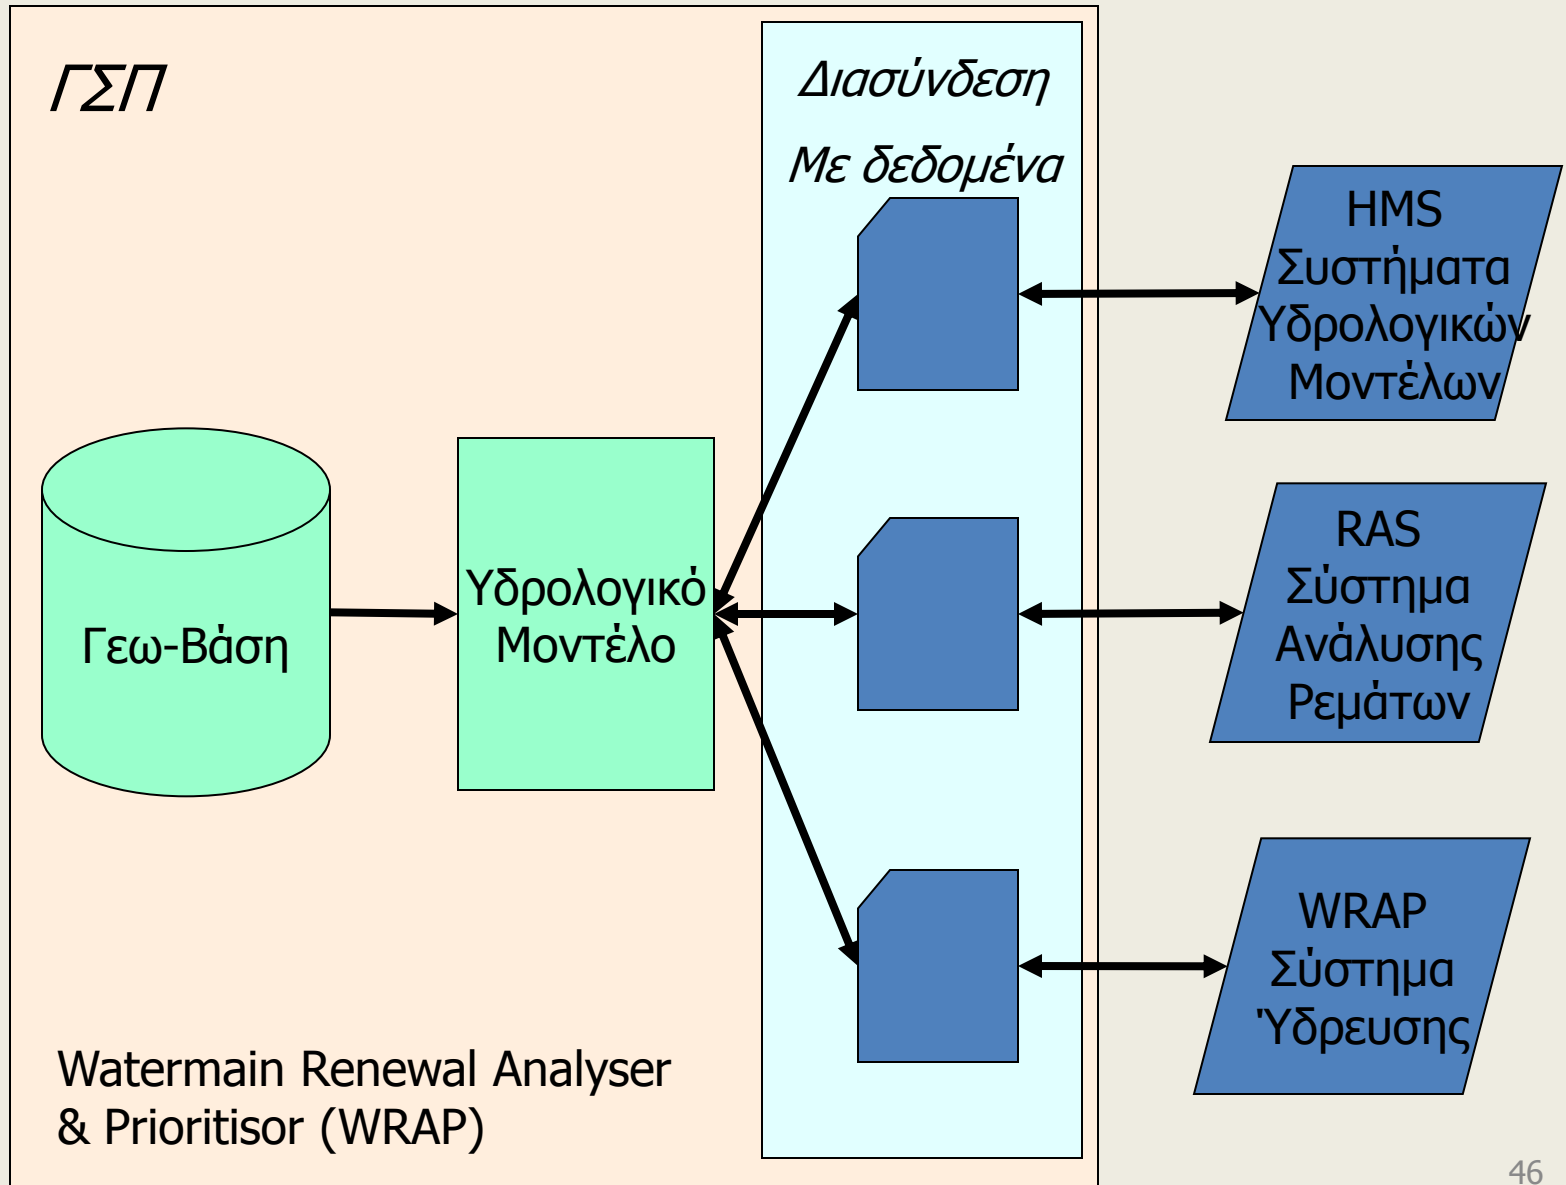 ΓΣΠ
Διασύνδεση
Με δεδομένα
HMS
Συστήματα
Υδρολογικών
Μοντέλων
Γεω-Βάση
Υδρολογικό
Μοντέλο
RAS
Σύστημα
Ανάλυσης
Ρεμάτων
WRAP
Σύστημα
Ύδρευσης
Watermain Renewal Analyser
& Prioritisor (WRAP)
46